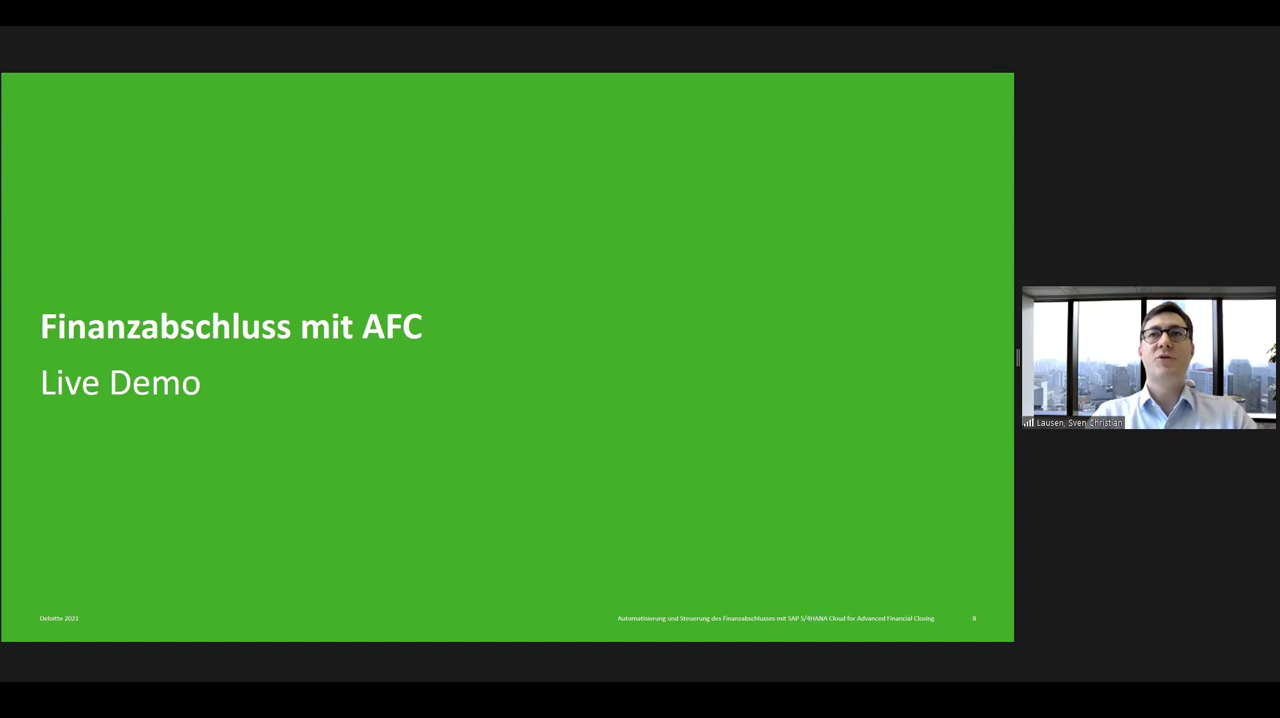 Finanzabschluss mit AFC
Live Demo
Lausen, Sven Christian
Deloitte 2021
Automatisierung und Steuerung des Finanzabschlusses mit SAP S/4HANA Cloud for Advanced Financial Closing
8